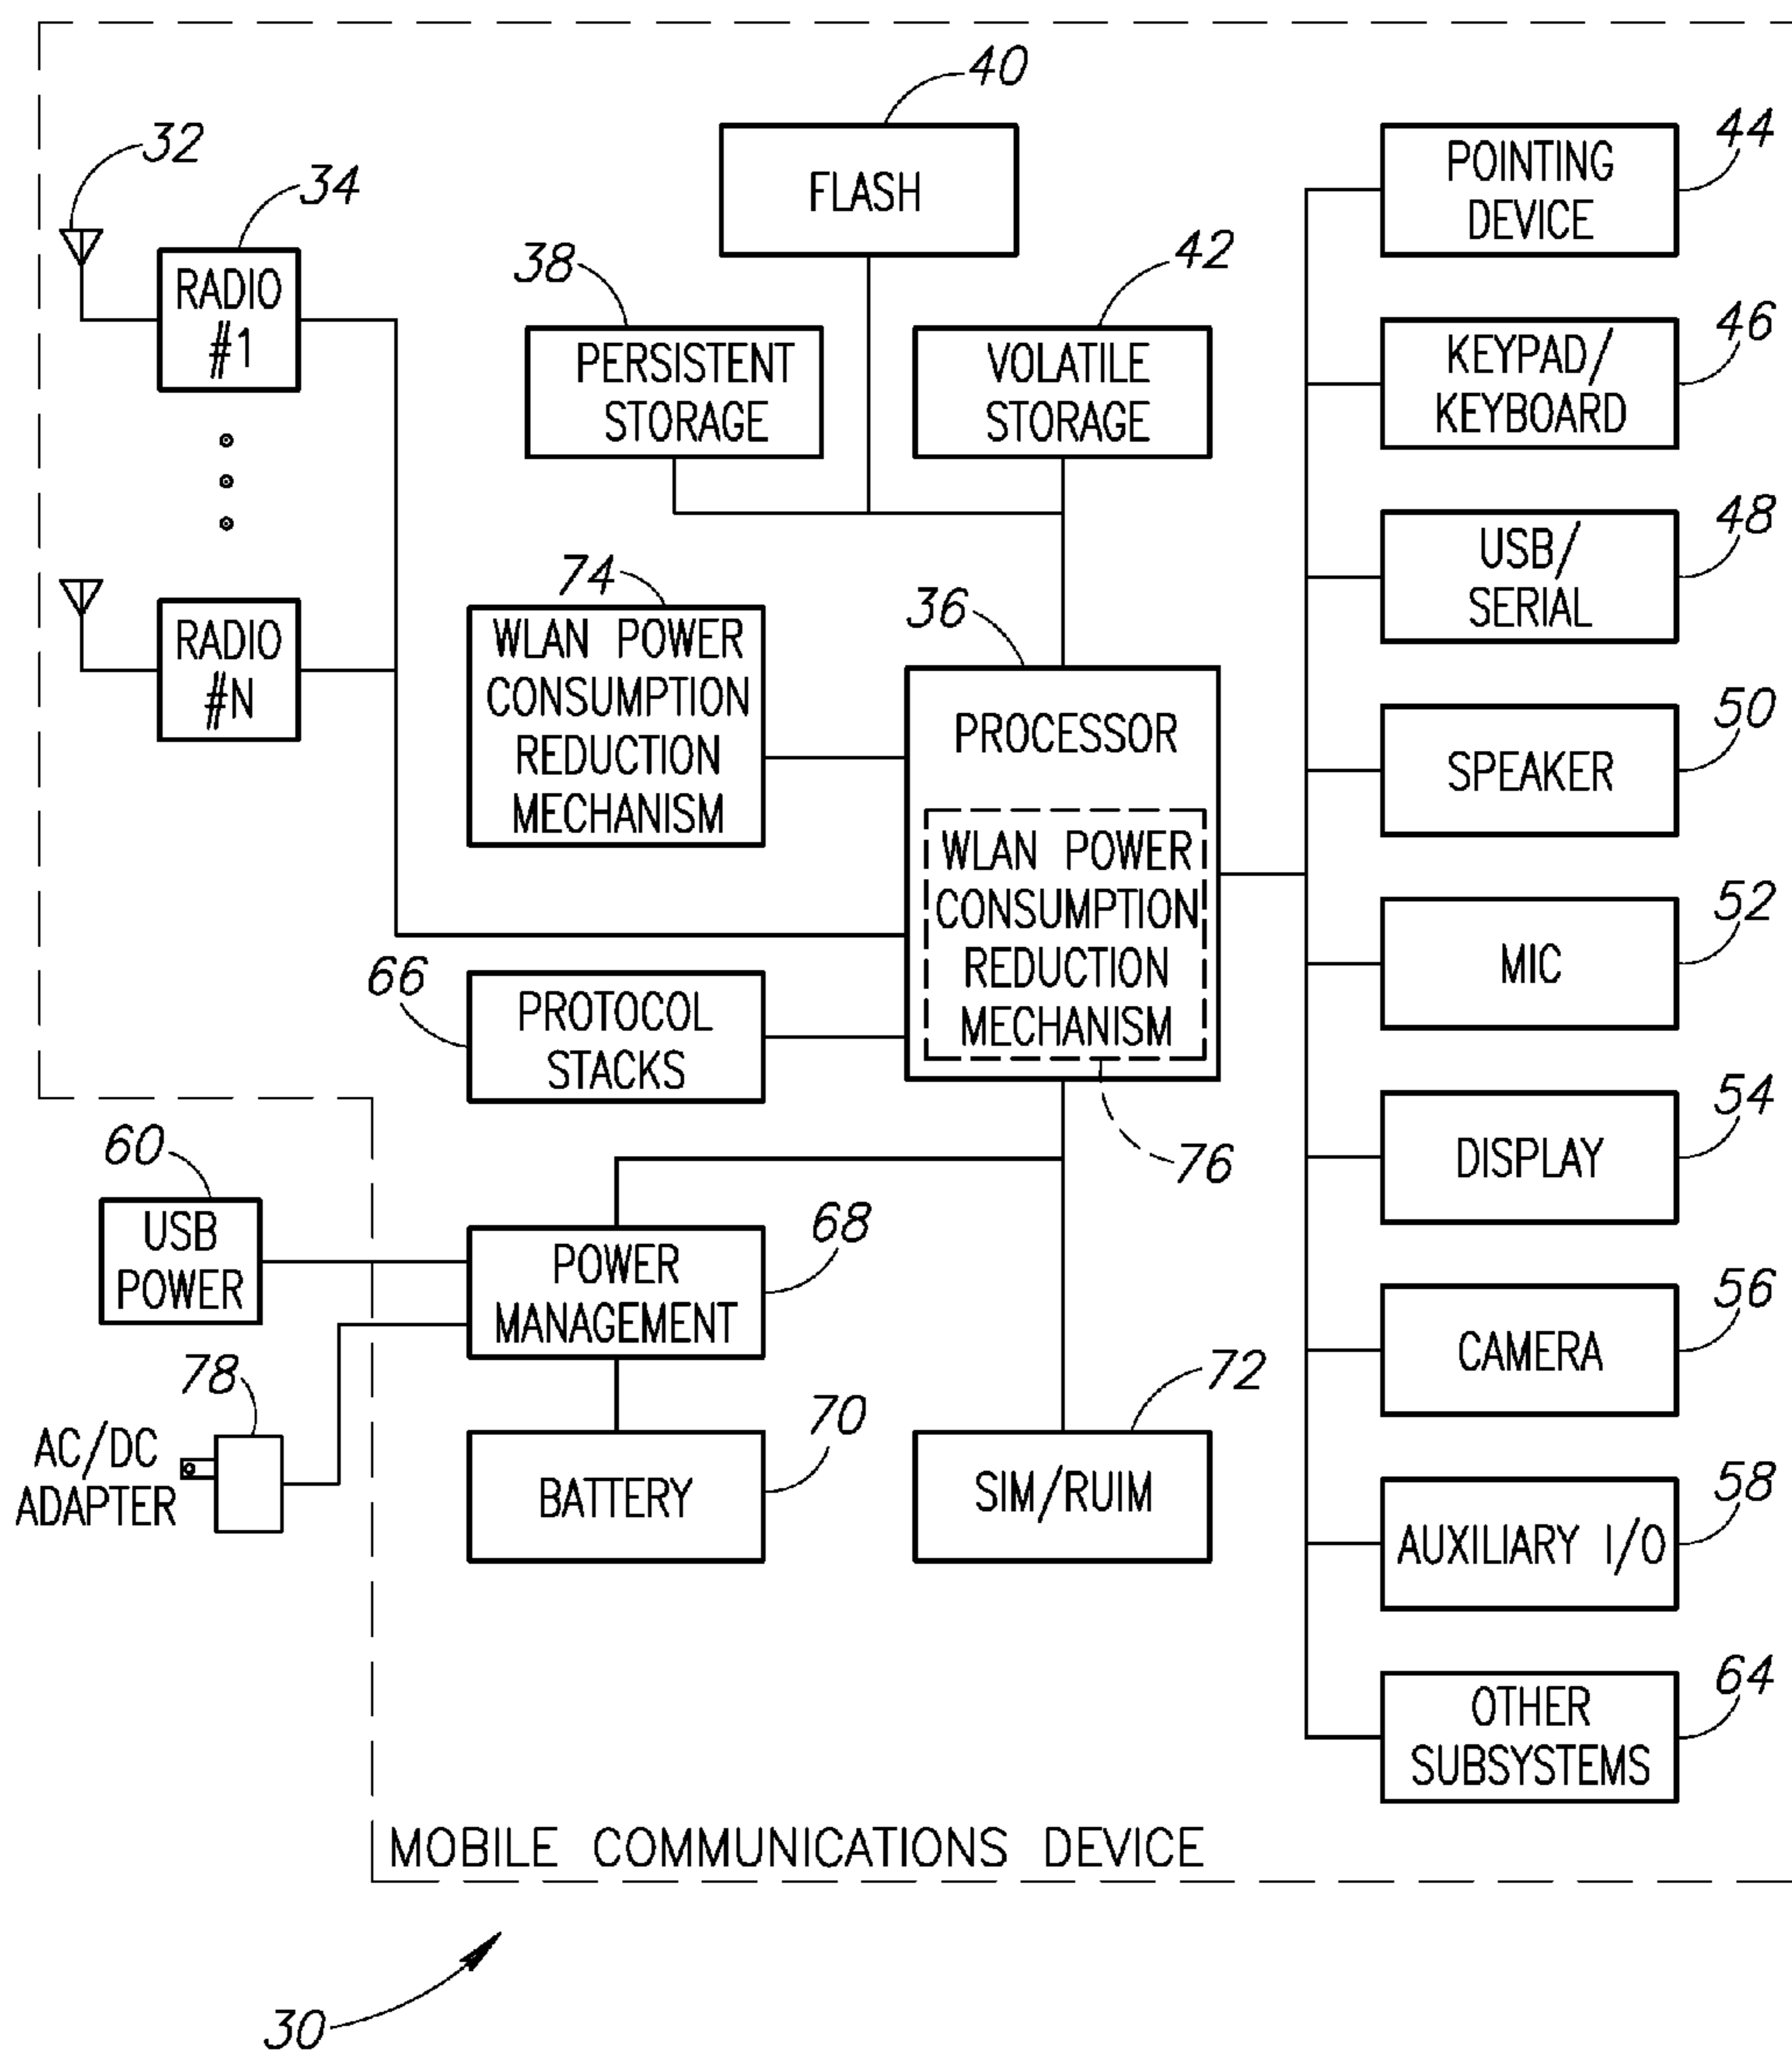 40
FLASH
32
34
RADIO
#1
RADIO
#N
38
PERSISTENT
STORAGE
42
VOLATILE
STORAGE
74
WLAN POWER
CONSUMPTION
REDUCTION
MECHANISM
36
PROCESSOR
WLAN POWER
CONSUMPTION
REDUCTION
MECHANISM
76
66
PROTOCOL
STACKS
60
USB
POWER
68
POWER
MANAGEMENT
78
AC/DC
ADAPTER
70
BATTERY
72
SIM/RUIM
44
POINTING
DEVICE
46
KEYPAD/
KEYBOARD
48
USB/
SERIAL
50
SPEAKER
52
MIC
54
DISPLAY
56
CAMERA
58
AUXILIARY I/O
64
OTHER
SUBSYSTEMS
MOBILE COMMUNICATIONS DEVICE
30